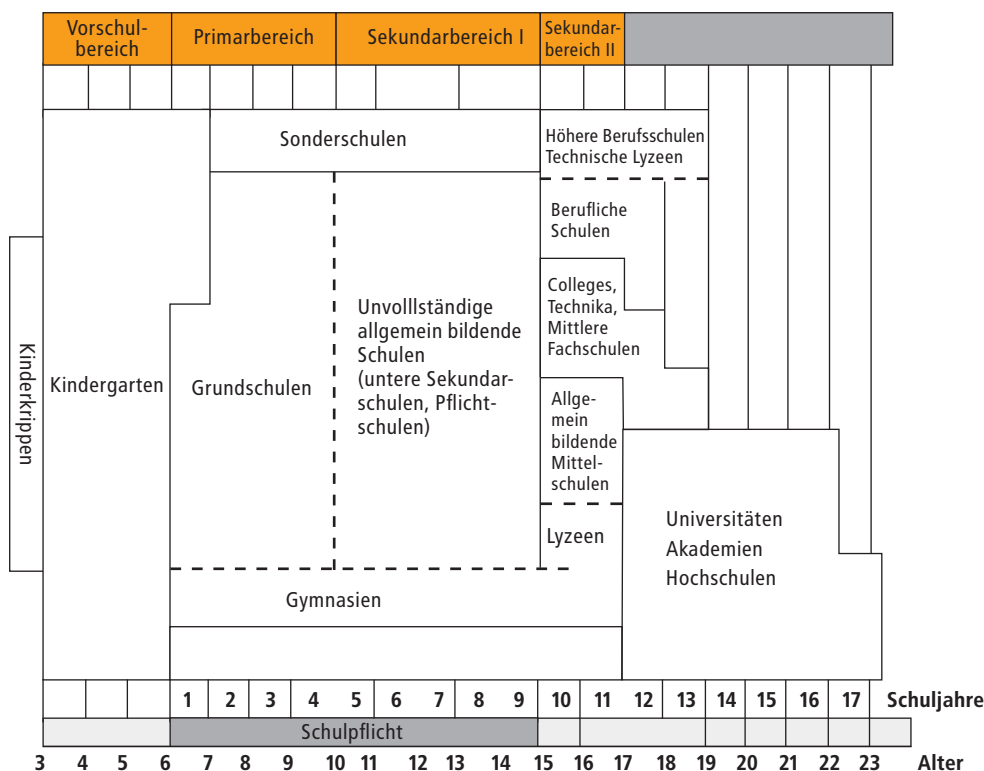 Vorschul-
bereich
Primarbereich
Sekundarbereich I
Sekundar-
bereich II
Sonderschulen
Höhere Berufsschulen
Technische Lyzeen
Berufliche
Schulen
Colleges,
Technika,
Mittlere
Fachschulen
Unvolllständige
allgemein bildende
Schulen
(untere Sekundar-
schulen, Pflicht-
schulen)
Kinderkrippen
Kindergarten
Grundschulen
Allge-
mein
bildende
Mittel-
schulen
Lyzeen
Universitäten
Akademien
Hochschulen
Gymnasien
1 2 3 4 5 6 7 8 9 10 11 12 13 14 15 16 17 Schuljahre
Schulpflicht
3 4 5 6 7 8 9 10 11 12 13 14 15 16 17 18 19 20 21 22 23 Alter